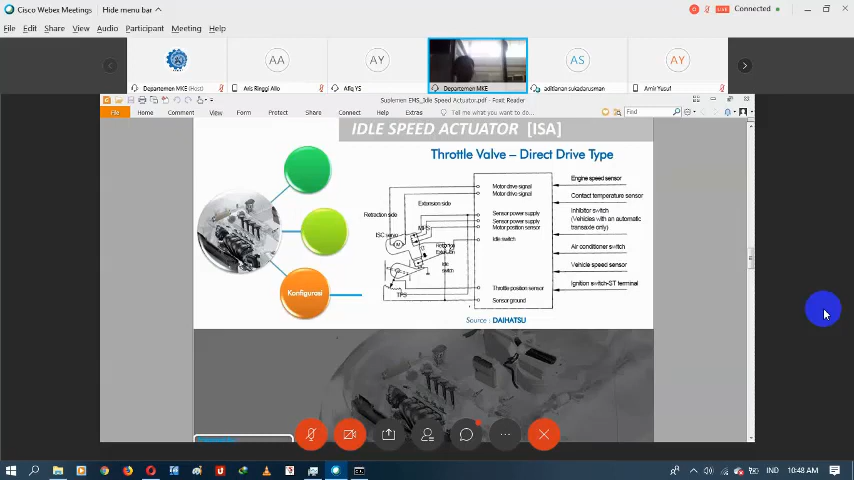 Cisco Webex Meetings
Hide menu bar
LIVE
Connected
File Edit Share View Audio Participant Meeting Help
AA
AY
AS
AY
Departemen MKE (Host)
Aris Ringgi Allo
Afiq YS
Departemen MKE
aditianan sukadarusman
Amir Yusuf
Suplemen EMS_Idle Speed Actuator.pdf - Foxit Reader
File Home Comment View Form Protect Share Connect Help Extras Tell me what you want to do... Find
IDLE SPEED ACTUATOR [ISA]
Throttle Valve – Direct Drive Type
Konfigurasi
Retraction side
Extension side
ISC servo
M
MPS
Idle
switch
TPS
Motor drive signal
Motor drive signal
Sensor power supply
Sensor power supply
Motor position sensor
Idle switch
Throttle position sensor
Sensor ground
Engine speed sensor
Contact temperature sensor
Inhibitor switch
(Vehicles with an automatic
transaxle only)
Air conditioner switch
Vehicle speed sensor
Ignition switch-ST terminal
Source : DAIHATSU
IND
10:48 AM